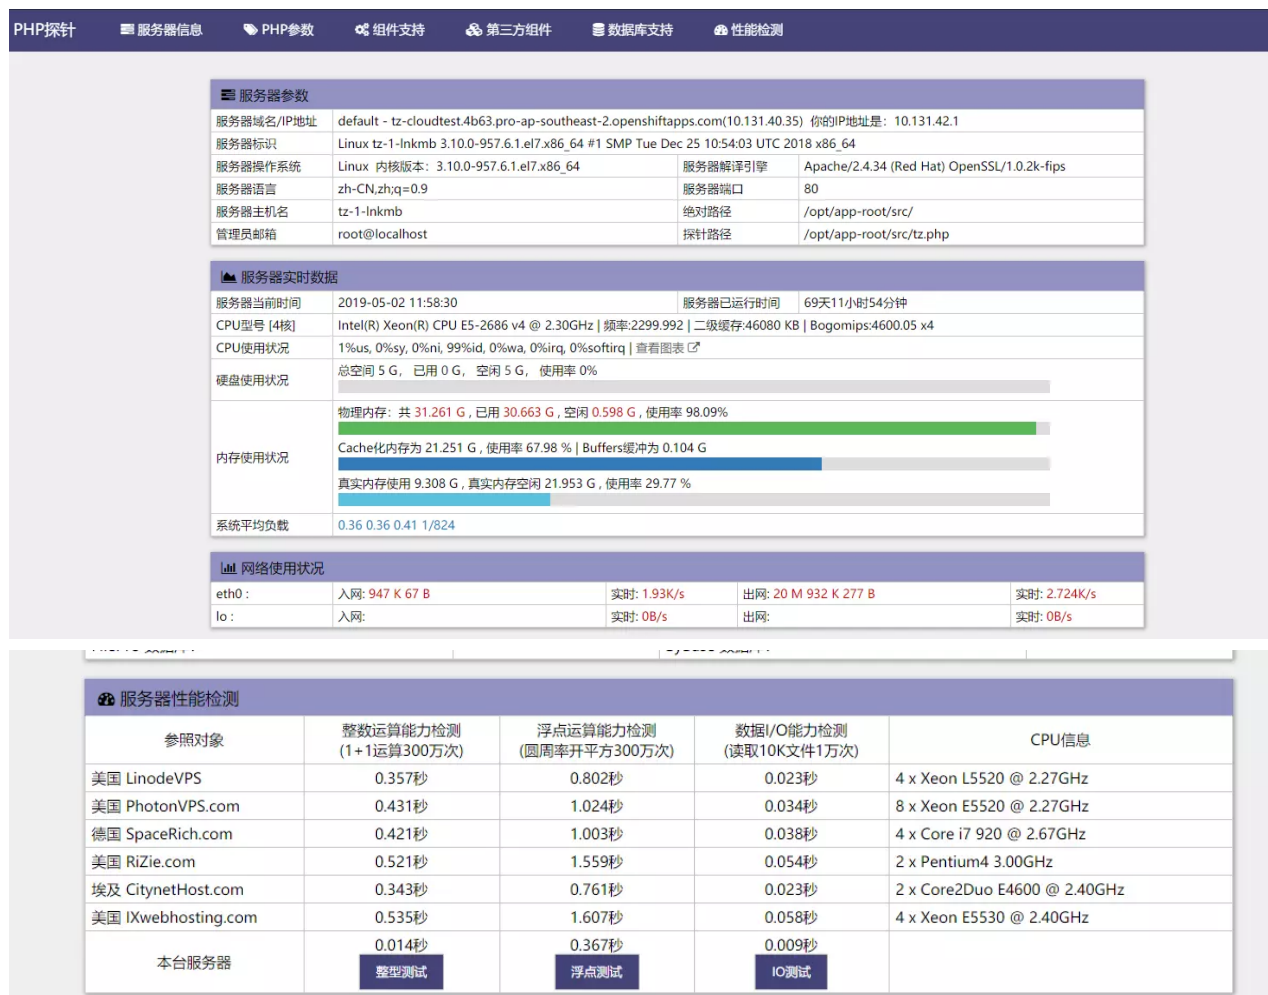 PHP探针 服务器信息 PHP参数 组件支持 第三方组件 数据库支持 性能检测
服务器参数
服务器域名/IP地址 default - tz-cloudtest.4b63.pro-ap-southeast-2.openshiftapps.com(10.131.40.35) 你的IP地址是：10.131.42.1
服务器标识 Linux tz-1-lnkmb 3.10.0-957.6.1.el7.x86_64 #1 SMP Tue Dec 25 10:54:03 UTC 2018 x86_64
服务器操作系统 Linux 内核版本：3.10.0-957.6.1.el7.x86_64 服务器解译引擎 Apache/2.4.34 (Red Hat) OpenSSL/1.0.2k-fips
服务器语言 zh-CN,zh;q=0.9 服务器端口 80
服务器主机名 tz-1-lnkmb 绝对路径 /opt/app-root/src/
管理员邮箱 root@localhost 探针路径 /opt/app-root/src/tz.php
服务器实时数据
服务器当前时间 2019-05-02 11:58:30 服务器已运行时间 69天11小时54分钟
CPU型号 [4核] Intel(R) Xeon(R) CPU E5-2686 v4 @ 2.30GHz | 频率:2299.992 | 二级缓存:46080 KB | Bogomips:4600.05 x4
CPU使用状况 1%us, 0%sy, 0%ni, 99%id, 0%wa, 0%irq, 0%softirq | 查看图表
硬盘使用状况 总空间 5 G， 已用 0 G， 空闲 5 G， 使用率 0%
内存使用状况 物理内存：共 31.261 G , 已用 30.663 G , 空闲 0.598 G , 使用率 98.09%
Cache化内存为 21.251 G , 使用率 67.98 % | Buffers缓冲为 0.104 G
真实内存使用 9.308 G , 真实内存空闲 21.953 G , 使用率 29.77 %
系统平均负载 0.36 0.36 0.41 1/824
网络使用状况
eth0 : 入网: 947 K 67 B 实时: 1.93K/s 出网: 20 M 932 K 277 B 实时: 2.724K/s
lo : 入网: 实时: 0B/s 出网: 实时: 0B/s
服务器性能检测
参照对象 整数运算能力检测 浮点运算能力检测 数据I/O能力检测 CPU信息
(1+1运算300万次) (圆周率开平方300万次) (读取10K文件1万次)
美国 LinodeVPS 0.357秒 0.802秒 0.023秒 4 x Xeon L5520 @ 2.27GHz
美国 PhotonVPS.com 0.431秒 1.024秒 0.034秒 8 x Xeon E5520 @ 2.27GHz
德国 SpaceRich.com 0.421秒 1.003秒 0.038秒 4 x Core i7 920 @ 2.67GHz
美国 RiZie.com 0.521秒 1.559秒 0.054秒 2 x Pentium4 3.00GHz
埃及 CitynetHost.com 0.343秒 0.761秒 0.023秒 2 x Core2Duo E4600 @ 2.40GHz
美国 IXwebhosting.com 0.535秒 1.607秒 0.058秒 4 x Xeon E5530 @ 2.40GHz
本台服务器 0.014秒 0.367秒 0.009秒
整型测试 浮点测试 IO测试